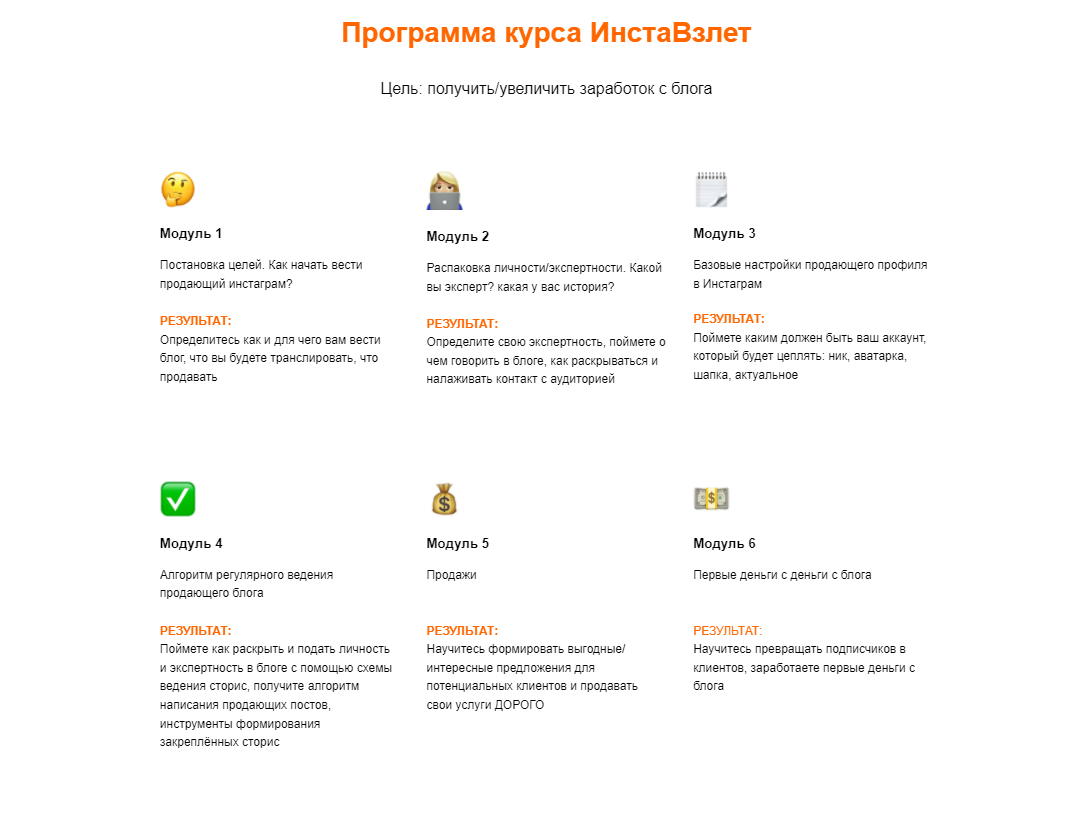 Программа курса ИнстаВзлет
Цель: получить/увеличить заработок с блога
Модуль 1
Постановка целей. Как начать вести
продающий инстаграм?
РЕЗУЛЬТАТ:
Определитесь как и для чего вам вести
блог, что вы будете транслировать, что
продавать
Модуль 2
Распаковка личности/экспертности. Какой
вы эксперт? какая у вас история?
РЕЗУЛЬТАТ:
Определите свою экспертность, поймете о
чем говорить в блоге, как раскрываться и
налаживать контакт с аудиторией
Модуль 3
Базовые настройки продающего профиля
в Инстаграм
РЕЗУЛЬТАТ:
Поймете каким должен быть ваш аккаунт,
который будет цеплять: ник, аватарка,
шапка, актуальное
Модуль 4
Алгоритм регулярного ведения
продающего блога
РЕЗУЛЬТАТ:
Поймете как раскрыть и подать личность
и экспертность в блоге с помощью схемы
ведения сторис, получите алгоритм
написания продающих постов,
инструменты формирования
закреплённых сторис
Модуль 5
Продажи
РЕЗУЛЬТАТ:
Научитесь формировать выгодные/
интересные предложения для
потенциальных клиентов и продавать
свои услуги ДОРОГО
Модуль 6
Первые деньги с деньги с блога
РЕЗУЛЬТАТ:
Научитесь превращать подписчиков в
клиентов, заработаете первые деньги с
блога